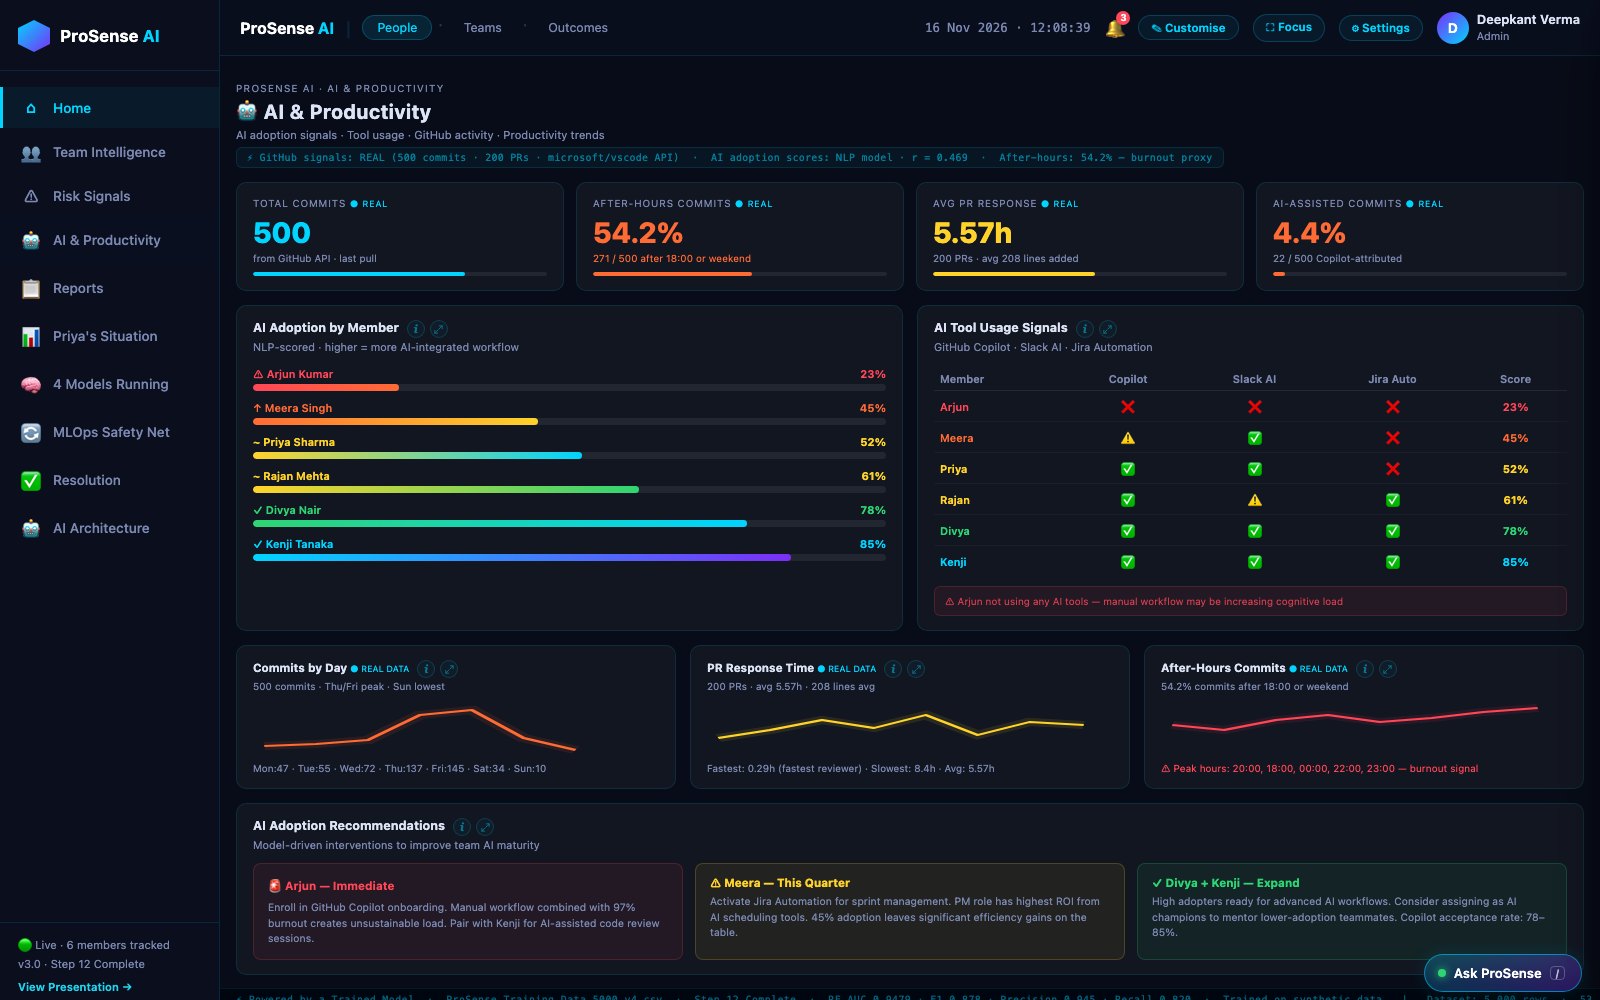 ProSense AI
Home
Team Intelligence
Risk Signals
AI & Productivity
Reports
Priya's Situation
4 Models Running
MLOps Safety Net
Resolution
AI Architecture
Live · 6 members tracked
v3.0 · Step 12 Complete
View Presentation →
ProSense AI | People · Teams · Outcomes
16 Nov 2026 · 12:08:39
3
✎ Customise
Focus
⚙ Settings
D
Deepkant Verma
Admin
PROSENSE AI · AI & PRODUCTIVITY
AI & Productivity
AI adoption signals · Tool usage · GitHub activity · Productivity trends
⚡ GitHub signals: REAL (500 commits · 200 PRs · microsoft/vscode API) · AI adoption scores: NLP model · r = 0.469 · After-hours: 54.2% — burnout proxy
TOTAL COMMITS ● REAL
500
from GitHub API · last pull
AFTER-HOURS COMMITS ● REAL
54.2%
271 / 500 after 18:00 or weekend
AVG PR RESPONSE ● REAL
5.57h
200 PRs · avg 208 lines added
AI-ASSISTED COMMITS ● REAL
4.4%
22 / 500 Copilot-attributed
AI Adoption by Member i
NLP-scored · higher = more AI-integrated workflow
⚠ Arjun Kumar 23%
↑ Meera Singh 45%
~ Priya Sharma 52%
~ Rajan Mehta 61%
✓ Divya Nair 78%
✓ Kenji Tanaka 85%
AI Tool Usage Signals i
GitHub Copilot · Slack AI · Jira Automation
Member Copilot Slack AI Jira Auto Score
Arjun ❌ ❌ ❌ 23%
Meera ⚠ ✅ ❌ 45%
Priya ✅ ✅ ❌ 52%
Rajan ✅ ⚠ ✅ 61%
Divya ✅ ✅ ✅ 78%
Kenji ✅ ✅ ✅ 85%
⚠ Arjun not using any AI tools — manual workflow may be increasing cognitive load
Commits by Day ● REAL DATA i
500 commits · Thu/Fri peak · Sun lowest
Mon:47 · Tue:55 · Wed:72 · Thu:137 · Fri:145 · Sat:34 · Sun:10
PR Response Time ● REAL DATA i
200 PRs · avg 5.57h · 208 lines avg
Fastest: 0.29h (fastest reviewer) · Slowest: 8.4h · Avg: 5.57h
After-Hours Commits ● REAL DATA i
54.2% commits after 18:00 or weekend
⚠ Peak hours: 20:00, 18:00, 00:00, 22:00, 23:00 — burnout signal
AI Adoption Recommendations i
Model-driven interventions to improve team AI maturity
Arjun — Immediate
Enroll in GitHub Copilot onboarding. Manual workflow combined with 97%
burnout creates unsustainable load. Pair with Kenji for AI-assisted code review
sessions.
⚠ Meera — This Quarter
Activate Jira Automation for sprint management. PM role has highest ROI from
AI scheduling tools. 45% adoption leaves significant efficiency gains on the
table.
✓ Divya + Kenji — Expand
High adopters ready for advanced AI workflows. Consider assigning as AI
champions to mentor lower-adoption teammates. Copilot acceptance rate: 78–
85%.
Ask ProSense /